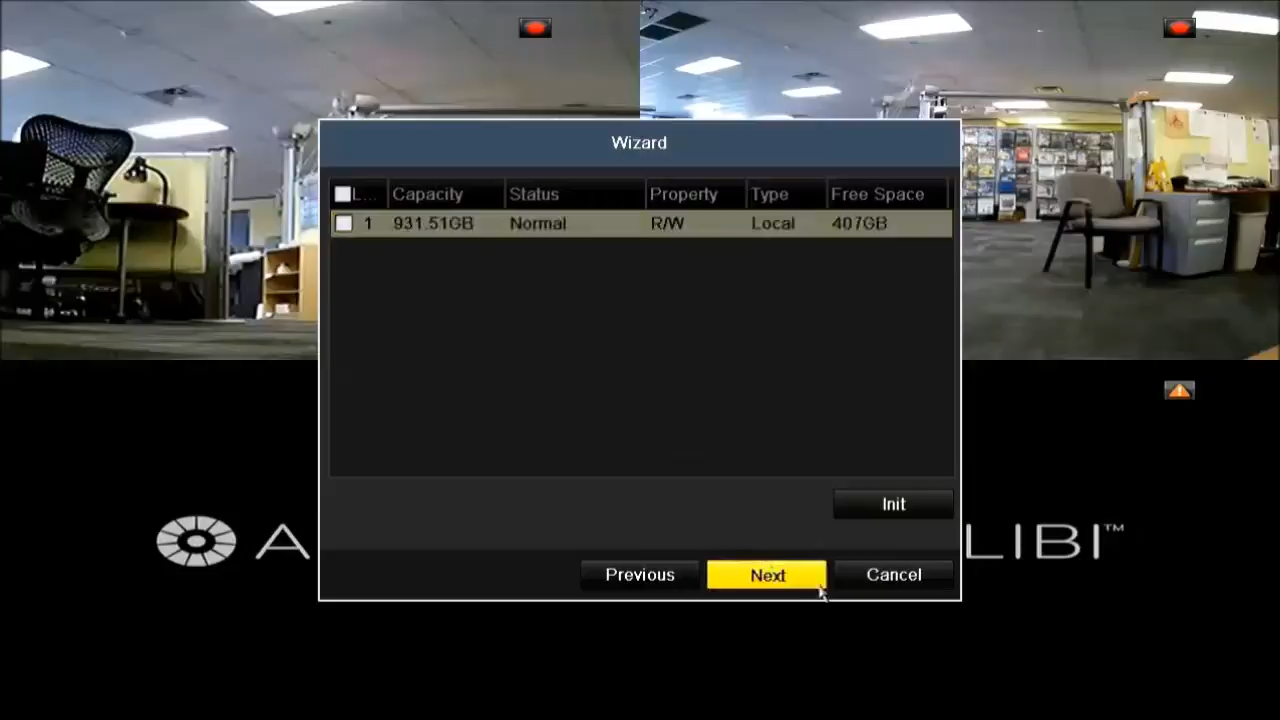 Wizard
L... Capacity Status Property Type Free Space
1 931.51GB Normal R/W Local 407GB
Init
A LIBI™
Previous Next Cancel